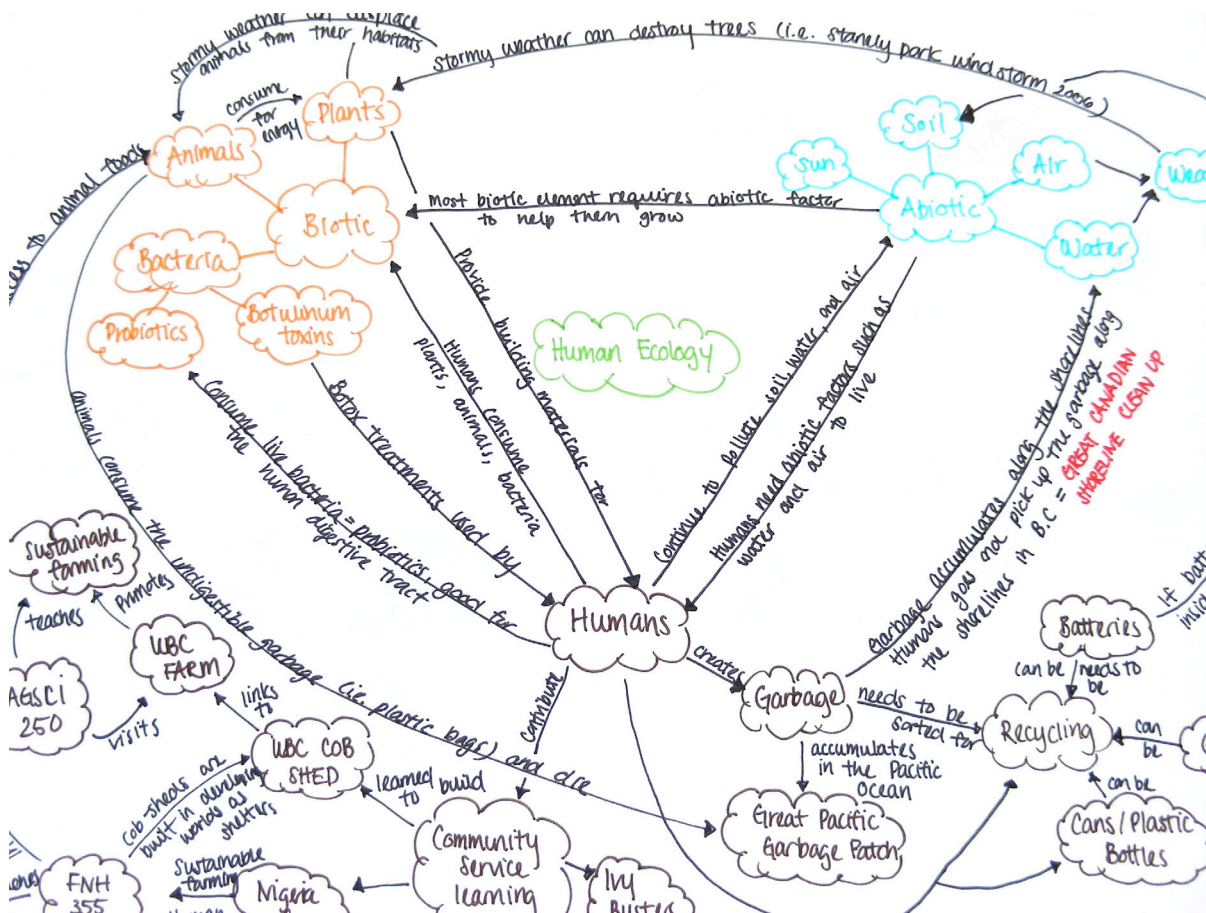 stormy weather can displace
animals from their habitats
stormy weather can destroy trees (i.e. stanely park windstorm 2006)
consume
for
energy
Plants
Animals
Soil
Sun
Air
Abiotic
Water
Biotic
Most biotic element requires abiotic factor
to help them grow
to animal foods
Bacteria
Probiotics
Botulinum
toxins
Human Ecology
Provide building materials for
Humans consume
plants, animals, bacteria
Botox treatments used by
Consume live bacteria = probiotics, good for
the human digestive tract
Continue to pollute soil, water, and air
Humans need abiotic factors such as
water and air to live
Garbage accumulates along the shorlines
Humans goes and pick up the garbage along
the shorelines in B.C = GREAT CANADIAN
SHORELINE CLEAN UP
animals consume the undigestible garbage (i.e. plastic bags) and die
Sustainable
farming
teaches
promotes
UBC
FARM
AGSCI
250
visits
links
to
UBC COB
SHED
Humans
creates
contribute
Garbage
needs to be
sorted for
Recycling
Batteries
can be
needs to
be
If
can
be
can be
Cans/Plastic
Bottles
accumulates
in the Pacific
Ocean
Great Pacific
Garbage Patch
learned build
to
cob-sheds are
built in developing
worlds as
shelters
Community
service
learning
sustainable
farming
FNH
355
Nigeria
Human
Ivy